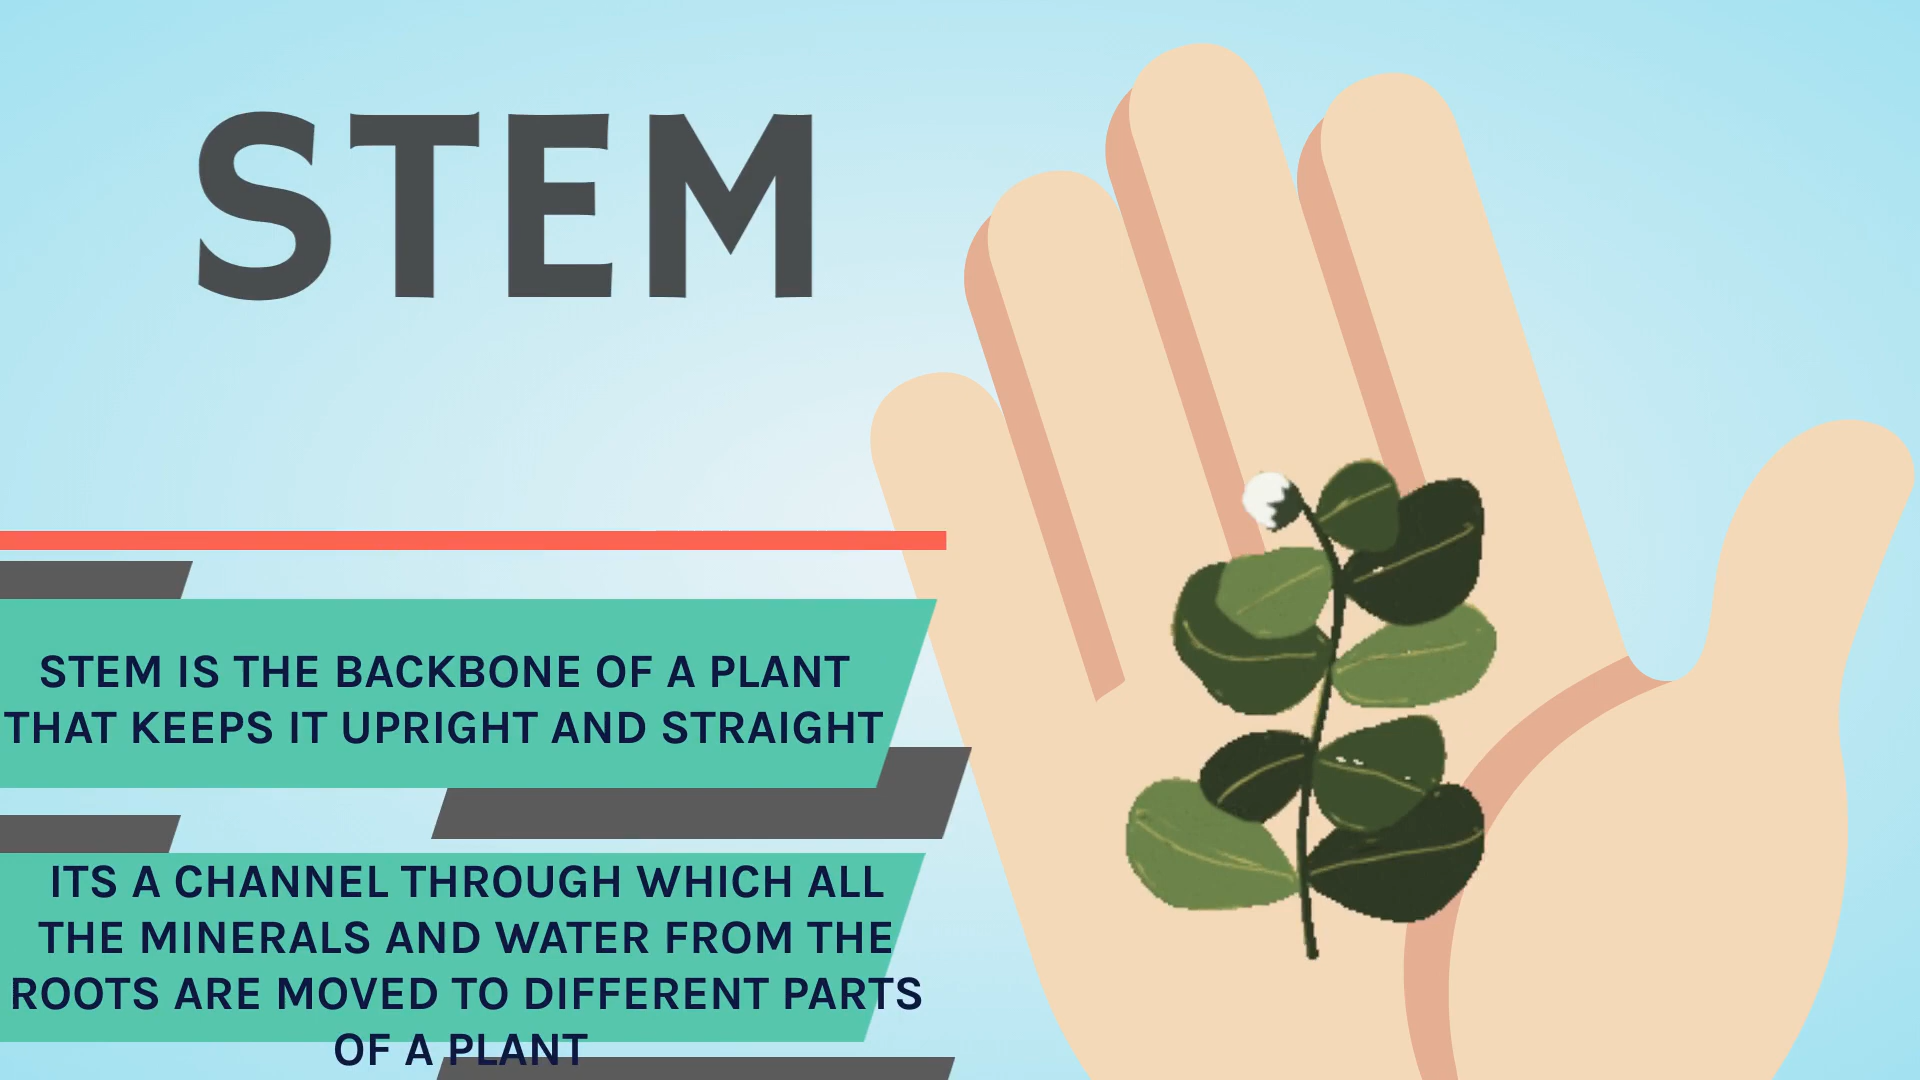 STEM
STEM IS THE BACKBONE OF A PLANT
THAT KEEPS IT UPRIGHT AND STRAIGHT
ITS A CHANNEL THROUGH WHICH ALL
THE MINERALS AND WATER FROM THE
ROOTS ARE MOVED TO DIFFERENT PARTS
OF A PLANT